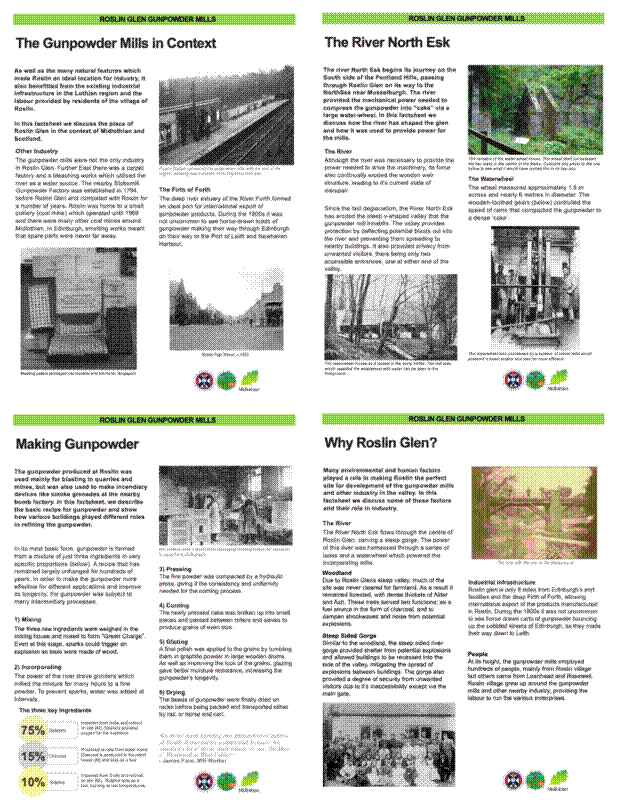 ROSLIN GLEN GUNPOWDER MILLS
The Gunpowder Mills in Context
As well as the many natural features which
made Roslin an ideal location for industry, it
also benefitted from the existing industrial
infrastructure in the Lothian region and the
labour provided by residents of the village of
Roslin.
In this factsheet we discuss the place of
Roslin Glen in the context of Midlothian and
Scotland.
Other Industry
The gunpowder mills were not the only industry
in Roslin Glen. Further East there was a carpet
factory and a bleaching works which utilised the
river as a water source. The nearby Stobsmill
Gunpowder Factory was established in 1794,
before Roslin Glen and competed with Roslin for
a number of years. Roslin was home to a small
colliery (coal mine) which operated until 1969
and there were many other coal mines around
Midlothian. In Edinburgh, smelting works meant
that spare parts were never far away.
The Firths of Forth
The deep river estuary of the River Forth formed
an ideal port for international export of
gunpowder products. During the 1800s it was
not uncommon to see horse-drawn loads of
gunpowder making their way through Edinburgh
on their way to the Port of Leith and Newhaven
Harbour.
Midlothian
ROSLIN GLEN GUNPOWDER MILLS
The River North Esk
The river North Esk begins its journey on the
South side of the Pentland Hills, passing
through Roslin Glen on its way to the
NorthSea near Musselburgh. The river
provided the mechanical power needed to
compress the gunpowder into "cake" via a
large water-wheel. In this factsheet we
discuss how the river has shaped the glen
and how it was used to provide power for
the mills.
The River
Although the river was necessary to provide the
power needed to drive the machinery, its force
also continually eroded the wooden weir
structure, leading to it's current state of
disrepair.
Since the last deglaciation, the River North Esk
has eroded the steep v-shaped valley that the
gunpowder mill inhabits. The valley provides
protection by deflecting potential blasts out into
the river and preventing them spreading to
nearby buildings. It also provided privacy from
unwanted visitors, there being only two
accessible entrances, one at either end of the
valley.
The Waterwheel
The wheel measured approximately 1.5 m
across and nearly 6 metres in diameter. The
wooden-toothed gears (below) controlled the
speed of cams that compacted the gunpowder to
a dense 'cake'.
Midlothian
ROSLIN GLEN GUNPOWDER MILLS
Making Gunpowder
The gunpowder produced at Roslin was
used mainly for blasting in quarries and
mines, but was also used to make incendiary
devices like smoke grenades at the nearby
bomb factory. In this factsheet, we describe
the basic recipe for gunpowder and show
how various buildings played different roles
in refining the gunpowder.
In its most basic form, gunpowder is formed
from a mixture of just three ingredients in very
specific proportions (below). A recipe that has
remained largely unchanged for hundreds of
years. In order to make the gunpowder more
effective for different applications and improve
its longevity, the gunpowder was subject to
many intermediary processes.
1) Mixing
The three raw ingredients were weighed in the
mixing house and mixed to form "Green Charge".
Even at this stage, sparks could trigger an
explosion so tools were made of wood.
2) Incorporating
The power of the river drove grinders which
milled the mixture for many hours to a fine
powder. To prevent sparks, water was added at
intervals.
The three key ingredients
75%
15%
10%
3) Pressing
The fine powder was compacted by a hydraulic
press, giving it the consistency and uniformity
needed for the coming process.
4) Corning
The newly pressed cake was broken up into small
pieces and passed between rollers and sieves to
produce grains of even size.
5) Glazing
A final polish was applied to the grains by tumbling
them in graphite powder in large wooden drums.
As well as improving the look of the grains, glazing
gave better moisture resistance, increasing the
gunpowder's longevity.
6) Drying
The beads of gunpowder were finally dried on
racks before being packed and transported either
by rail, or horse and cart.
Midlothian
ROSLIN GLEN GUNPOWDER MILLS
Why Roslin Glen?
Many environmental and human factors
played a role in making Roslin the perfect
site for development of the gunpowder mills
and other industry in the valley. In this
factsheet we discuss some of these factors
and their role in industry.
The River
The River North Esk flows through the centre of
Roslin Glen, carving a steep gorge. The power
of this river was harnessed through a series of
lades and a waterwheel which powered the
incorporating mills.
Woodland
Due to Roslin Glens steep valley, much of the
site was never cleared for farmland. As a result it
remained forested, with dense thickets of Alder
and Ash. These trees served two functions: as a
fuel source in the form of charcoal, and to
dampen shockwaves and noise from potential
explosions.
Steep Sided Gorge
Similar to the woodland, the steep sided river
gorge provided shelter from potential explosions
and allowed buildings to be recessed into the
side of the valley, mitigating the spread of
explosions between buildings. The gorge also
provided a degree of security from unwanted
visitors due to it's inaccessibility except via the
main gate.
Industrial Infrastructure
Roslin glen is only 8 miles from Edinburgh's port
facilities and the deep Firth of Forth, allowing
international export of the products manufactured
in Roslin. During the 1800s it was not uncommon
to see horse drawn carts of gunpowder bouncing
up the cobbled streets of Edinburgh, as they made
their way down to Leith
People
At its height, the gunpowder mills employed
hundreds of people, mainly from Roslin village
but others came from Loanhead and Rosewell.
Roslin village grew up around the gunpowder
mills and other nearby industry, providing the
labour to run the various enterprises.
Midlothian